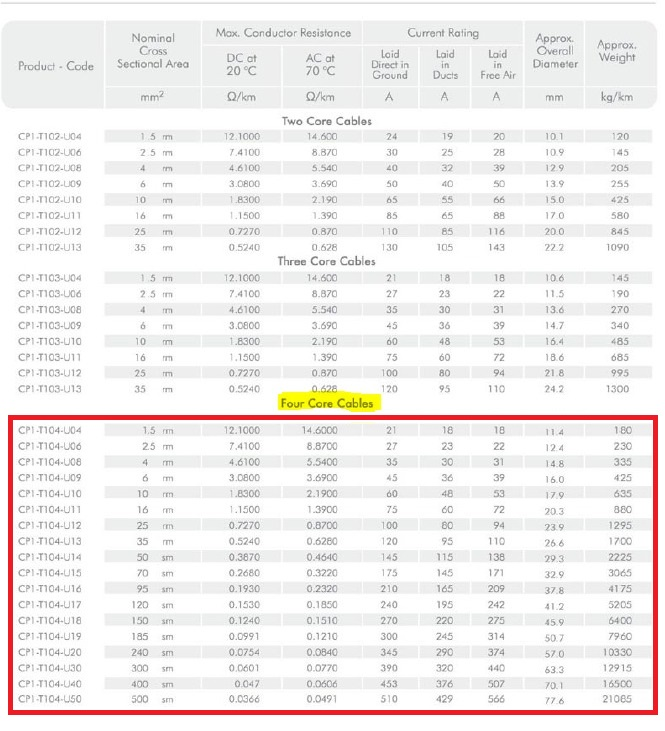 Product - Code Nominal Cross Sectional Area Max. Conductor Resistance Current Rating Approx. Overall Diameter Approx. Weight
DC at 20 °C AC at 70 °C Laid Direct in Ground Laid in Ducts Laid in Free Air
mm² Ω/km Ω/km A A A mm kg/km
Two Core Cables
CP1-T102-U04 1.5 rm 12.1000 14.600 24 19 20 10.1 120
CP1-T102-U06 2.5 rm 7.4100 8.870 30 25 28 10.9 145
CP1-T102-U08 4 rm 4.6100 5.540 40 32 39 12.9 205
CP1-T102-U09 6 rm 3.0800 3.690 50 40 50 13.9 255
CP1-T102-U10 10 rm 1.8300 2.190 65 55 66 15.0 425
CP1-T102-U11 16 rm 1.1500 1.390 85 65 88 17.0 580
CP1-T102-U12 25 rm 0.7270 0.870 110 85 116 20.0 845
CP1-T102-U13 35 rm 0.5240 0.628 130 105 143 22.2 1090
Three Core Cables
CP1-T103-U04 1.5 rm 12.1000 14.600 21 18 18 10.6 145
CP1-T103-U06 2.5 rm 7.4100 8.870 27 23 22 11.5 190
CP1-T103-U08 4 rm 4.6100 5.540 35 30 31 13.6 270
CP1-T103-U09 6 rm 3.0800 3.690 45 36 39 14.7 340
CP1-T103-U10 10 rm 1.8300 2.190 60 48 53 16.4 485
CP1-T103-U11 16 rm 1.1500 1.390 75 60 72 18.6 685
CP1-T103-U12 25 rm 0.7270 0.870 100 80 94 21.8 995
CP1-T103-U13 35 rm 0.5240 0.628 120 95 110 24.2 1300
Four Core Cables
CP1-T104-U04 1.5 rm 12.1000 14.6000 21 18 18 11.4 180
CP1-T104-U06 2.5 rm 7.4100 8.8700 27 23 22 12.4 230
CP1-T104-U08 4 rm 4.6100 5.5400 35 30 31 14.8 335
CP1-T104-U09 6 rm 3.0800 3.6900 45 36 39 16.0 425
CP1-T104-U10 10 rm 1.8300 2.1900 60 48 53 17.9 635
CP1-T104-U11 16 rm 1.1500 1.3900 75 60 72 20.3 880
CP1-T104-U12 25 rm 0.7270 0.8700 100 80 94 23.9 1295
CP1-T104-U13 35 rm 0.5240 0.6280 120 95 110 26.6 1700
CP1-T104-U14 50 sm 0.3870 0.4640 145 115 138 29.3 2225
CP1-T104-U15 70 sm 0.2680 0.3220 175 145 171 32.9 3065
CP1-T104-U16 95 sm 0.1930 0.2320 210 165 209 37.8 4175
CP1-T104-U17 120 sm 0.1530 0.1850 240 195 242 41.2 5205
CP1-T104-U18 150 sm 0.1240 0.1510 270 220 275 45.9 6400
CP1-T104-U19 185 sm 0.0991 0.1210 300 245 314 50.7 7960
CP1-T104-U20 240 sm 0.0754 0.0840 345 290 374 57.0 10330
CP1-T104-U30 300 sm 0.0601 0.0770 390 320 440 63.3 12915
CP1-T104-U40 400 sm 0.047 0.0606 453 376 507 70.1 16500
CP1-T104-U50 500 sm 0.0366 0.0491 510 429 566 77.6 21085